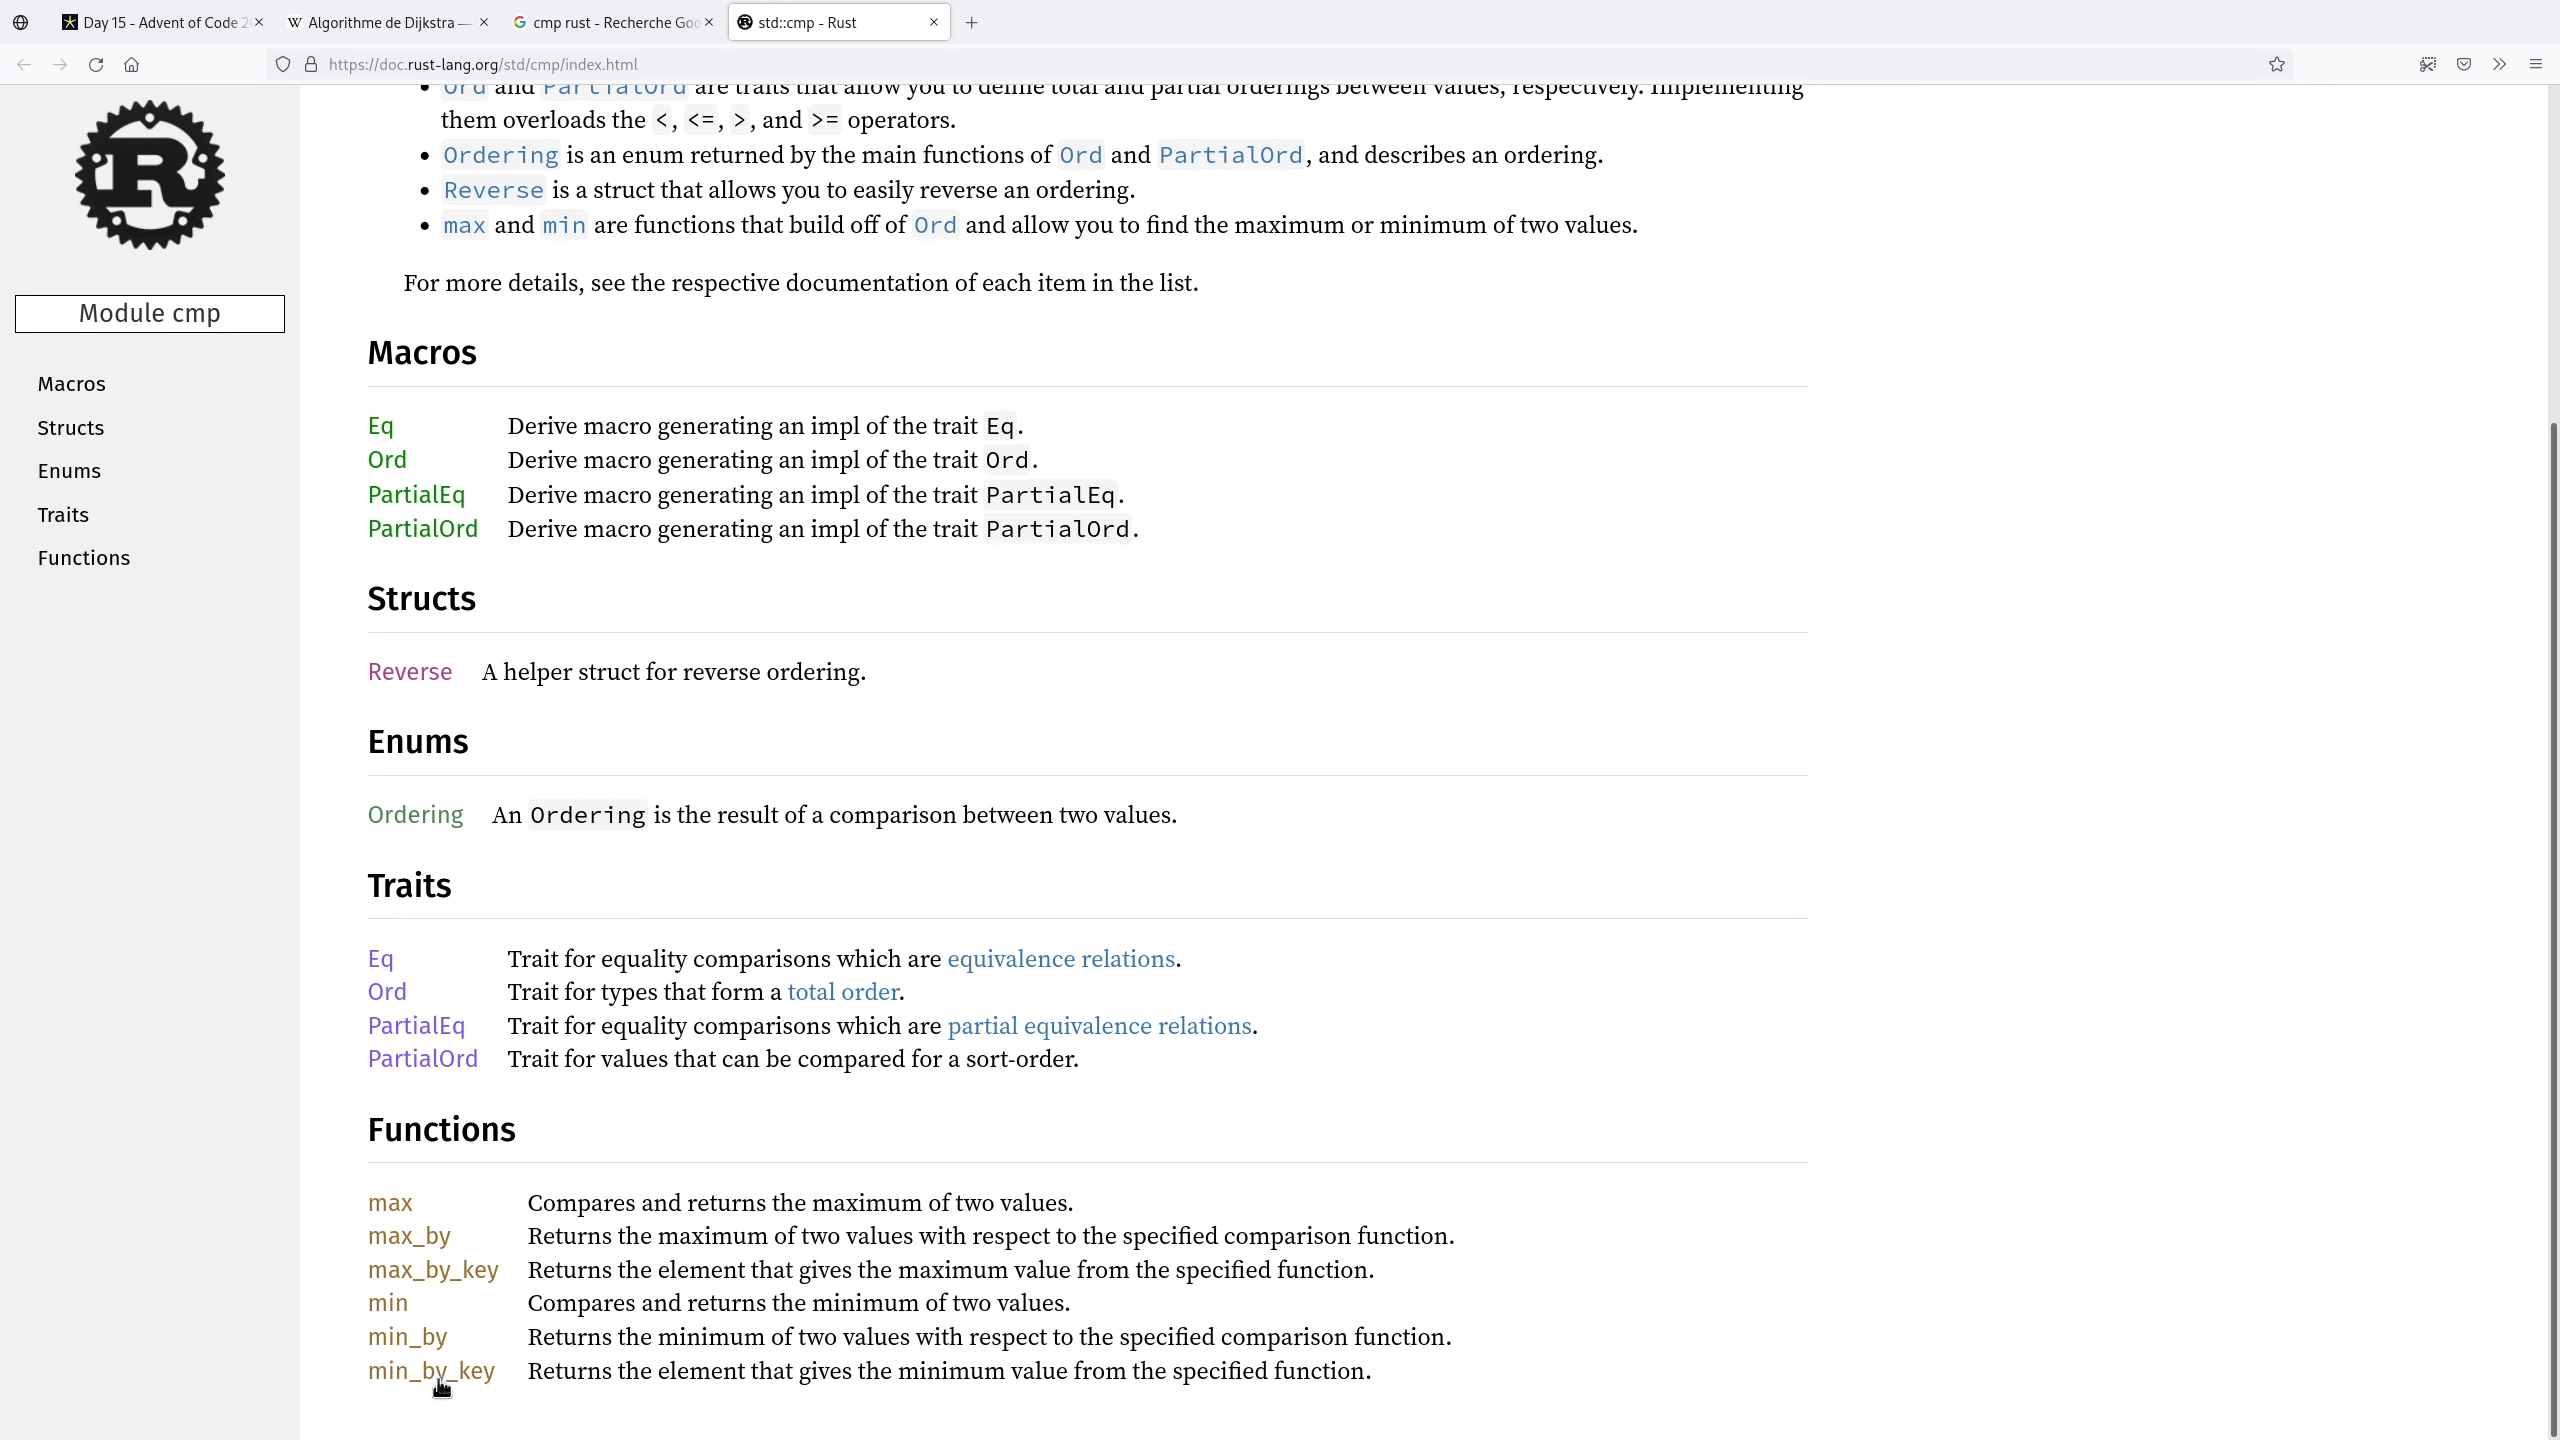 Day 15 - Advent of Code 2
Algorithme de Dijkstra —
cmp rust - Recherche Goo
std::cmp - Rust
https://doc.rust-lang.org/std/cmp/index.html
Module cmp
Macros
Structs
Enums
Traits
Functions
Ord and PartialOrd are traits that allow you to define total and partial orderings between values, respectively. Implementing
them overloads the <, <=, >, and >= operators.
Ordering is an enum returned by the main functions of Ord and PartialOrd, and describes an ordering.
Reverse is a struct that allows you to easily reverse an ordering.
max and min are functions that build off of Ord and allow you to find the maximum or minimum of two values.
For more details, see the respective documentation of each item in the list.
Macros
Eq Derive macro generating an impl of the trait Eq.
Ord Derive macro generating an impl of the trait Ord.
PartialEq Derive macro generating an impl of the trait PartialEq.
PartialOrd Derive macro generating an impl of the trait PartialOrd.
Structs
Reverse A helper struct for reverse ordering.
Enums
Ordering An Ordering is the result of a comparison between two values.
Traits
Eq Trait for equality comparisons which are equivalence relations.
Ord Trait for types that form a total order.
PartialEq Trait for equality comparisons which are partial equivalence relations.
PartialOrd Trait for values that can be compared for a sort-order.
Functions
max Compares and returns the maximum of two values.
max_by Returns the maximum of two values with respect to the specified comparison function.
max_by_key Returns the element that gives the maximum value from the specified function.
min Compares and returns the minimum of two values.
min_by Returns the minimum of two values with respect to the specified comparison function.
min_by_key Returns the element that gives the minimum value from the specified function.